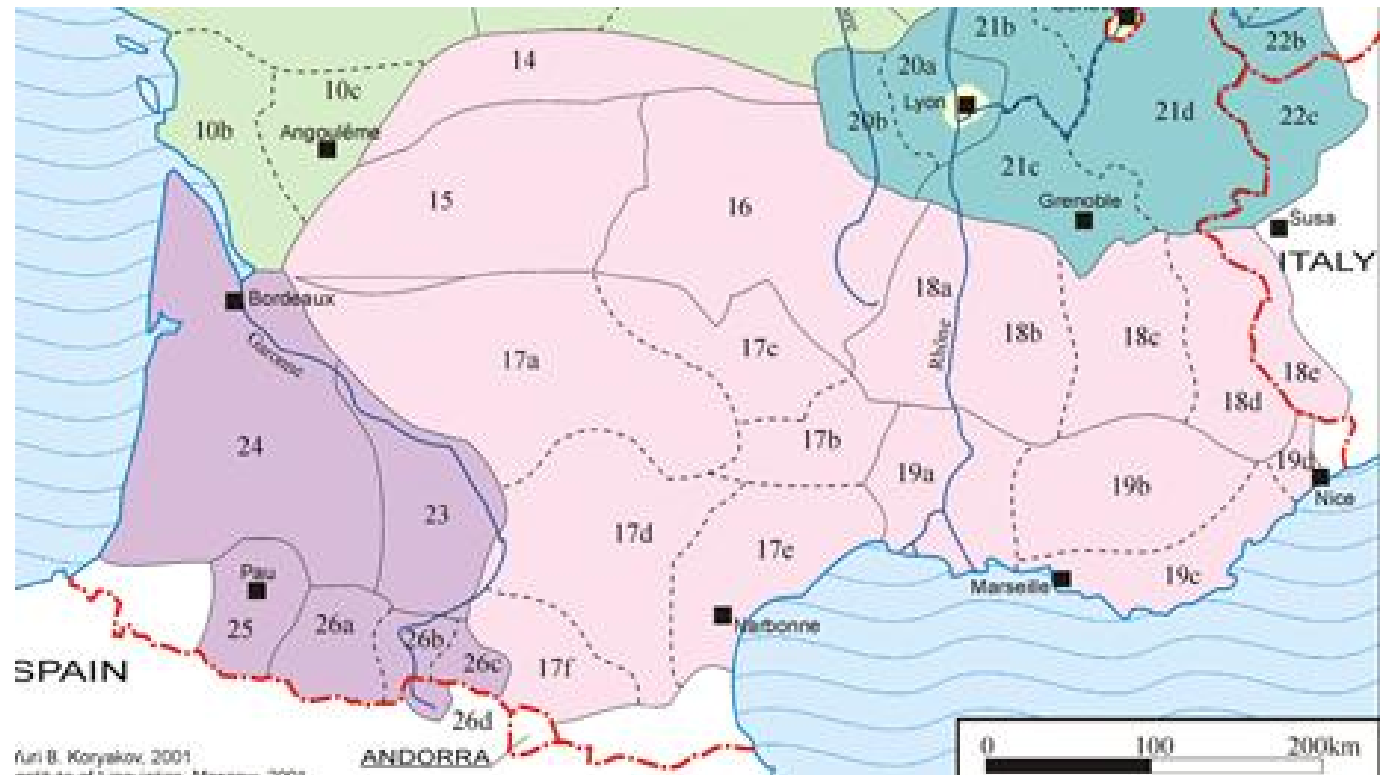 21b
22b
14
20a
10c
Lyon
21d
22c
10b
Angoulême
20b
21c
15
16
Grenoble
Susa
ITALY
Bordeaux
18a
Garonne
18b
18c
Rhône
17c
17a
18e
18d
24
17b
19a
19d
19b
Nice
23
17d
17e
Pau
19c
Marseille
25
26a
26b
Narbonne
26c
17f
SPAIN
26d
ANDORRA
Yuri B. Koryakov, 2001
0 100 200km